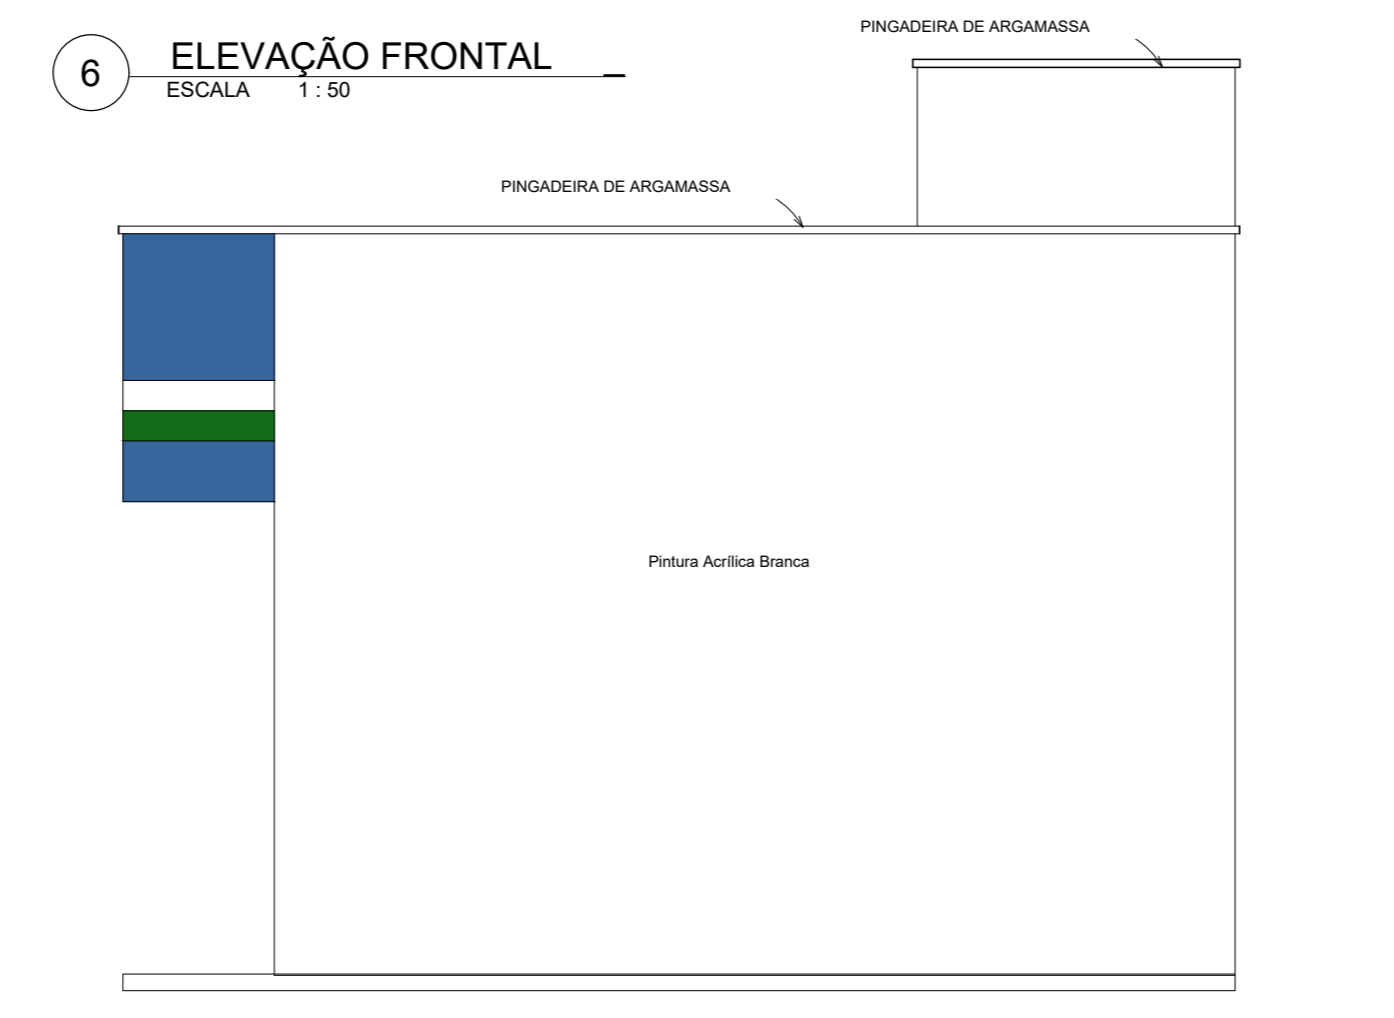 PINGADEIRA DE ARGAMASSA
6
ELEVAÇÃO FRONTAL _
ESCALA 1 : 50
PINGADEIRA DE ARGAMASSA
Pintura Acrílica Branca